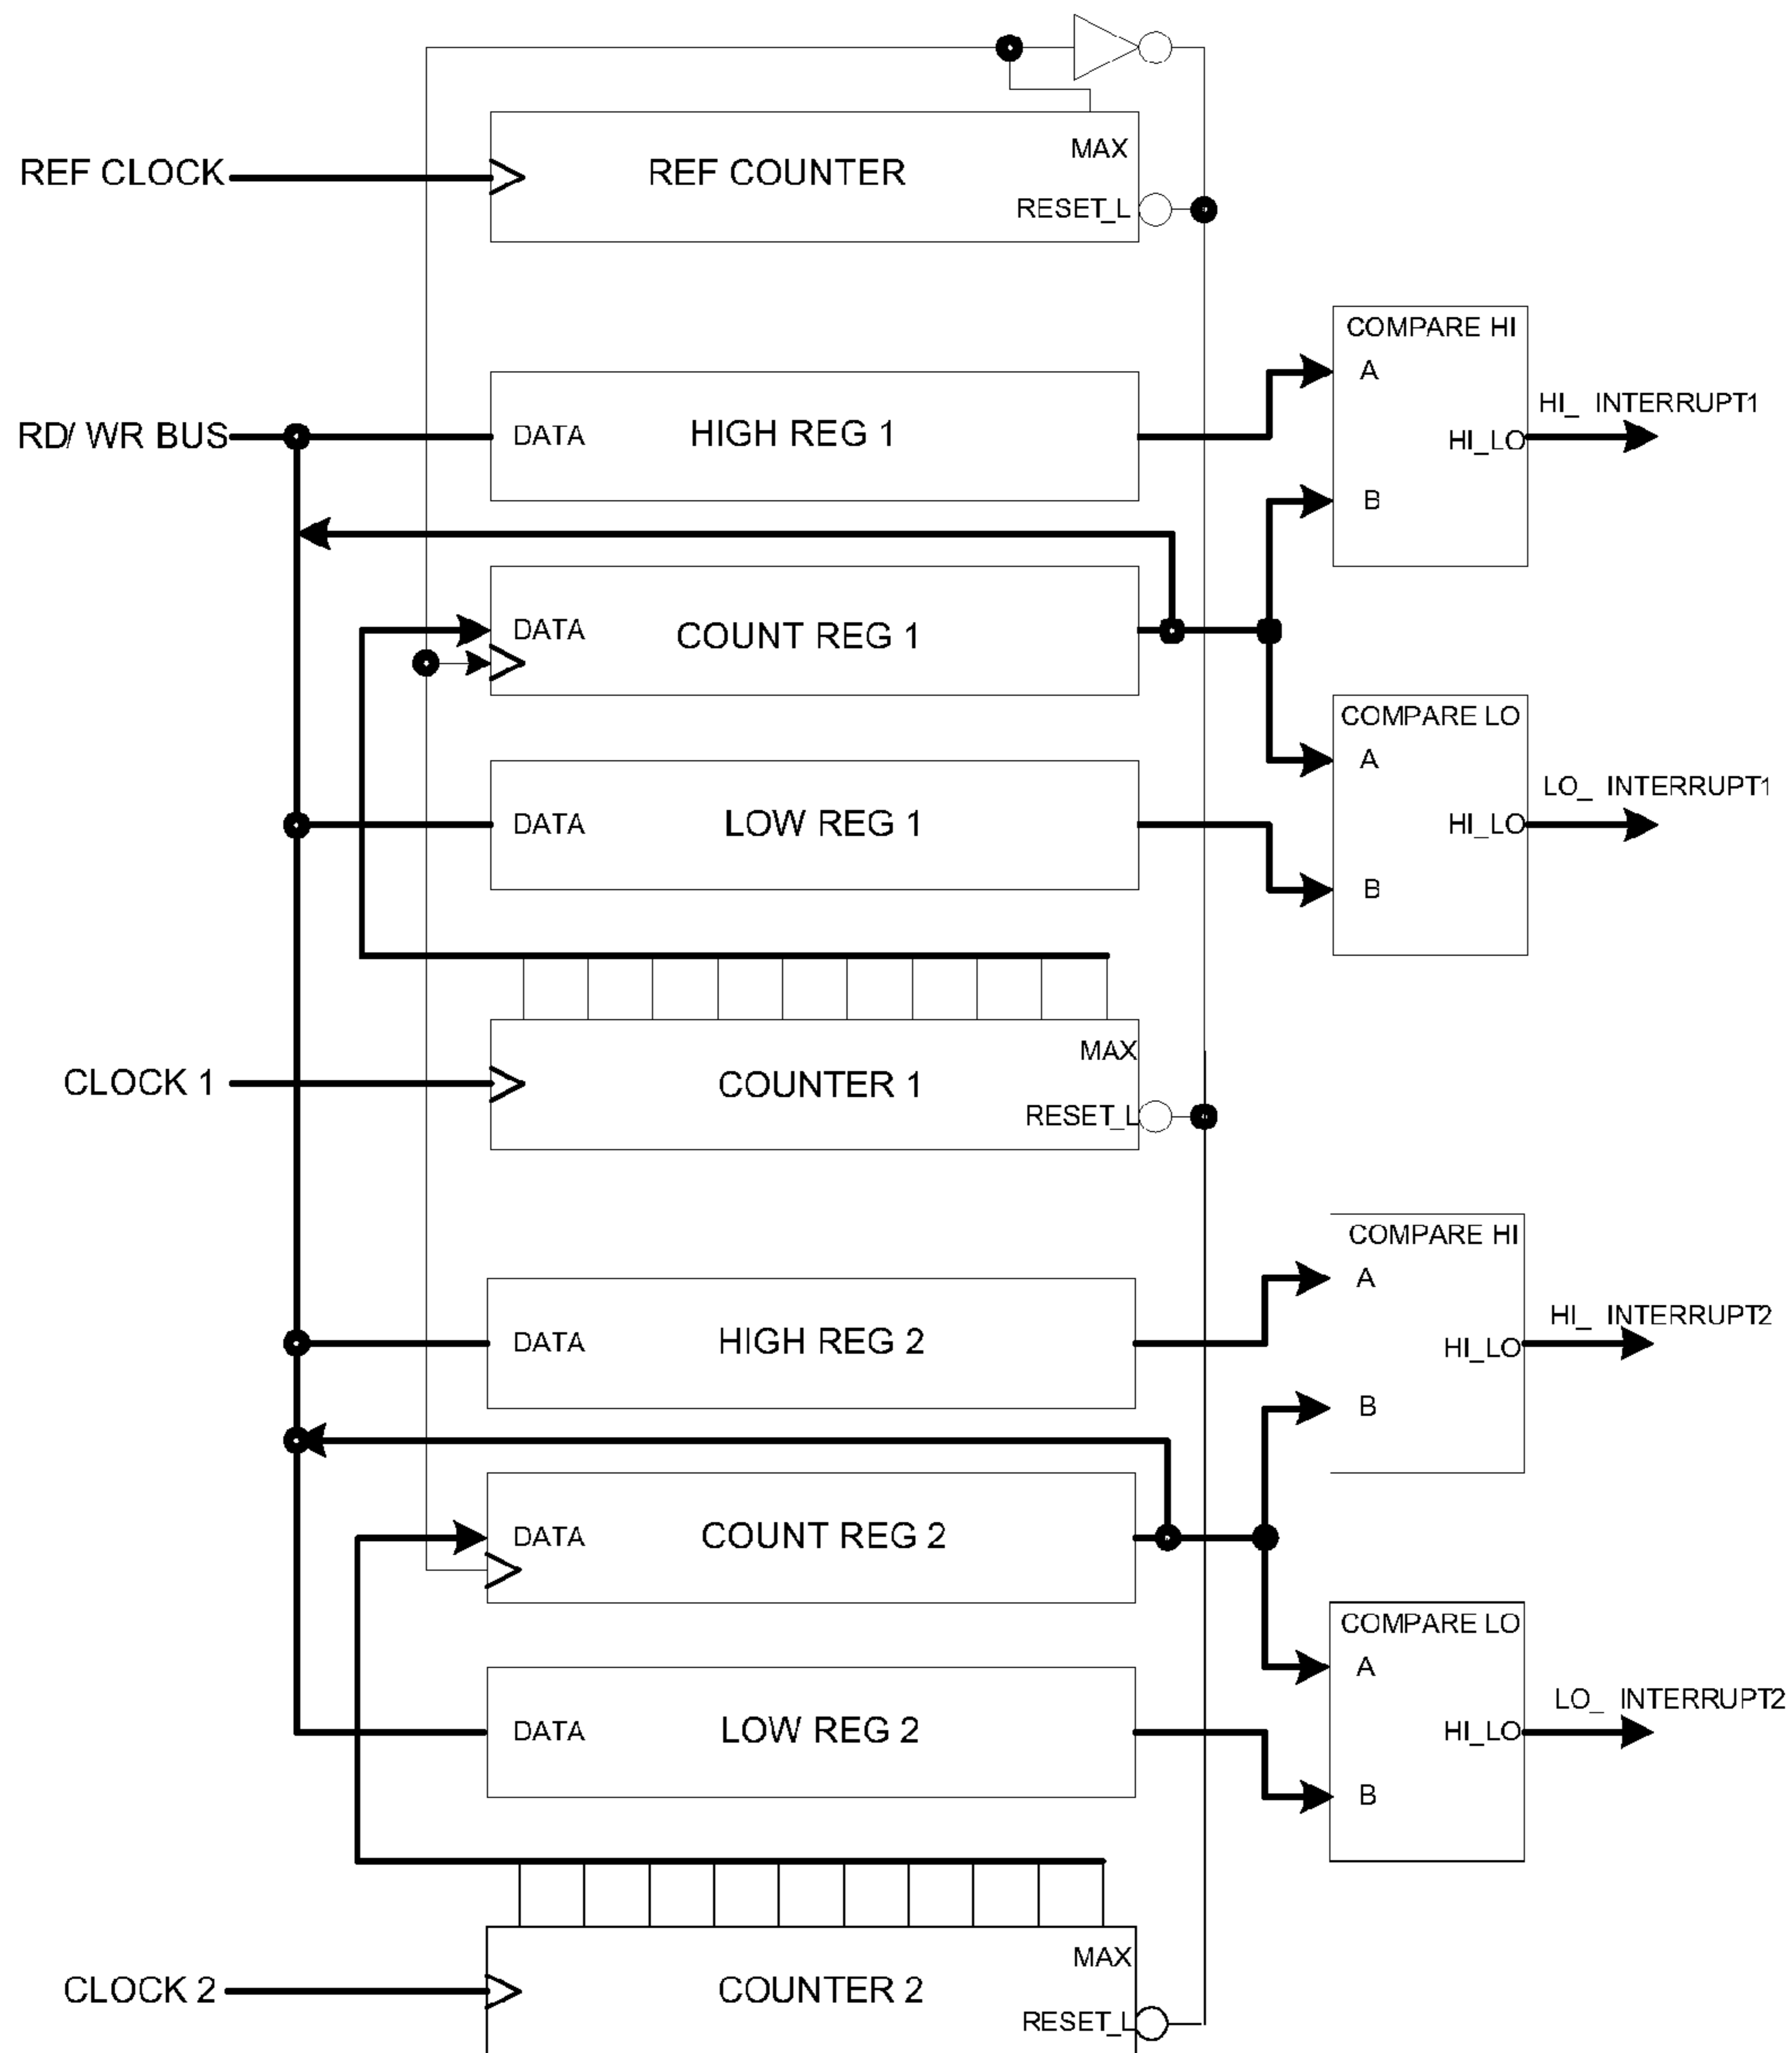 MAX
REF CLOCK
REF COUNTER
RESET_L
COMPARE HI
A
HI_ INTERRUPT1
RD/ WR BUS
DATA
HIGH REG 1
HI_LO
B
DATA
COUNT REG 1
COMPARE LO
A
LO_ INTERRUPT1
DATA
LOW REG 1
HI_LO
B
MAX
CLOCK 1
COUNTER 1
RESET_L
COMPARE HI
A
HI_ INTERRUPT2
DATA
HIGH REG 2
HI_LO
B
DATA
COUNT REG 2
COMPARE LO
A
LO_ INTERRUPT2
DATA
LOW REG 2
HI_LO
B
MAX
CLOCK 2
COUNTER 2
RESET_L